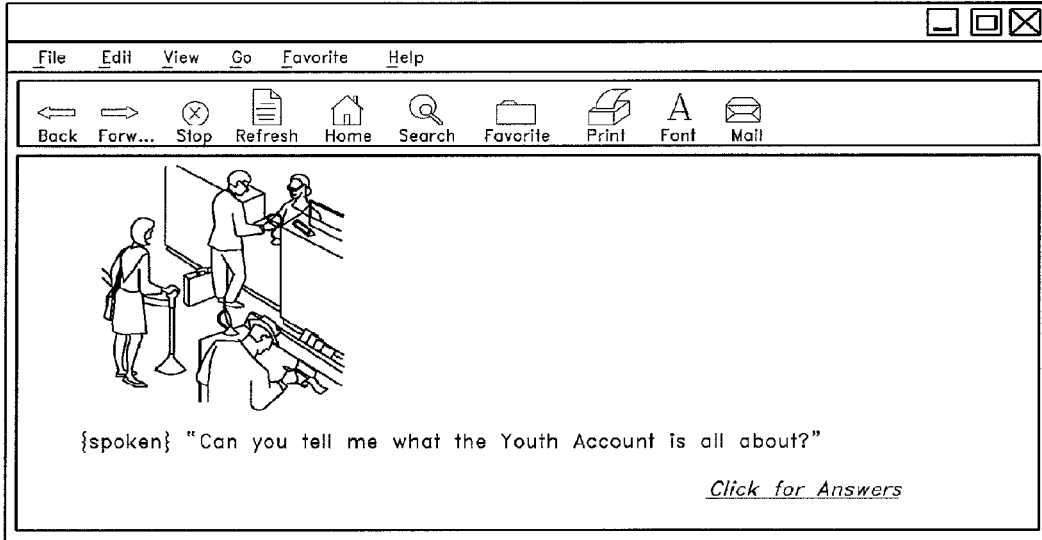 File Edit View Go Favorite Help
Back Forw... Stop Refresh Home Search Favorite Print Font Mail
{spoken} "Can you tell me what the Youth Account is all about?"
Click for Answers